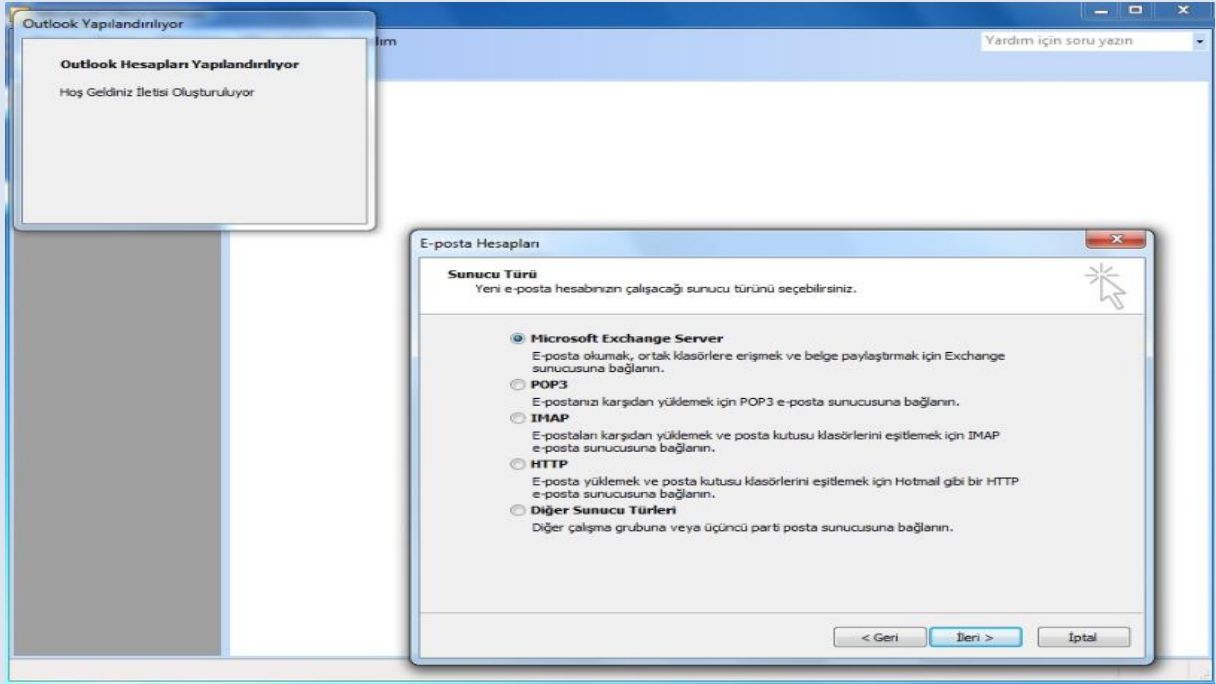 Outlook Yapılandırılıyor
Outlook Hesapları Yapılandırılıyor
Hoş Geldiniz İletisi Oluşturuluyor
Yardım için soru yazın
E-posta Hesapları
Sunucu Türü
Yeni e-posta hesabınızın çalışacağı sunucu türünü seçebilirsiniz.
Microsoft Exchange Server
E-posta okumak, ortak klasörlere erişmek ve belge paylaştırmak için Exchange
sunucusuna bağlanın.
POP3
E-postanızı karşıdan yüklemek için POP3 e-posta sunucusuna bağlanın.
IMAP
E-postaları karşıdan yüklemek ve posta kutusu klasörlerini eşitlemek için IMAP
e-posta sunucusuna bağlanın.
HTTP
E-posta yüklemek ve posta kutusu klasörlerini eşitlemek için Hotmail gibi bir HTTP
e-posta sunucusuna bağlanın.
Diğer Sunucu Türleri
Diğer çalışma grubuna veya üçüncü parti posta sunucusuna bağlanın.
< Geri
İleri >
İptal